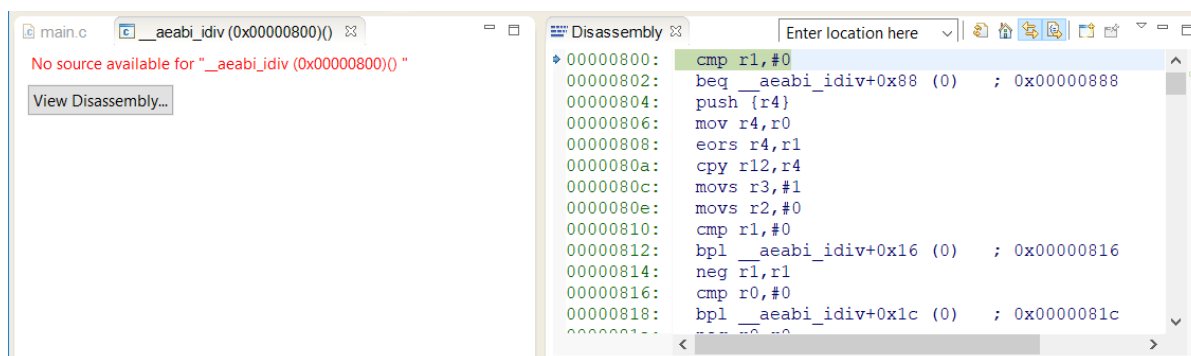 main.c __aeabi_idiv (0x00000800)()
No source available for "__aeabi_idiv (0x00000800)() "
View Disassembly...
Disassembly
Enter location here
00000800: cmp r1,#0
00000802: beq __aeabi_idiv+0x88 (0) ; 0x00000888
00000804: push {r4}
00000806: mov r4,r0
00000808: eors r4,r1
0000080a: cpy r12,r4
0000080c: movs r3,#1
0000080e: movs r2,#0
00000810: cmp r1,#0
00000812: bpl __aeabi_idiv+0x16 (0) ; 0x00000816
00000814: neg r1,r1
00000816: cmp r0,#0
00000818: bpl __aeabi_idiv+0x1c (0) ; 0x0000081c